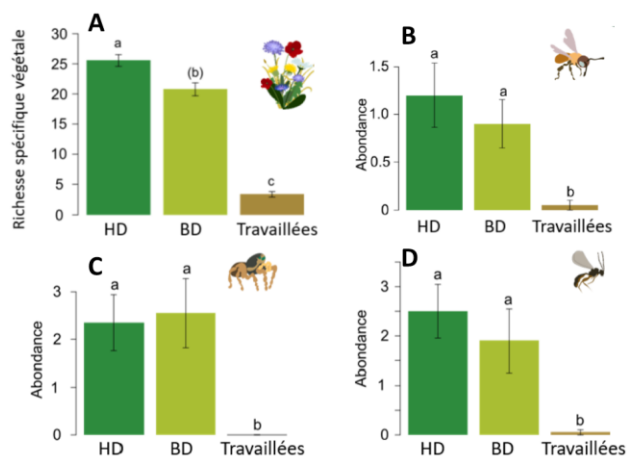 A
Richesse spécifique végétale
30
25
20
15
10
5
0
a
(b)
c
HD BD Travaillées
B
Abondance
1.5
1.0
0.5
0.0
a
a
b
HD BD Travaillées
C
Abondance
3
2
1
0
a
a
b
HD BD Travaillées
D
Abondance
3
2
1
0
a
a
b
HD BD Travaillées